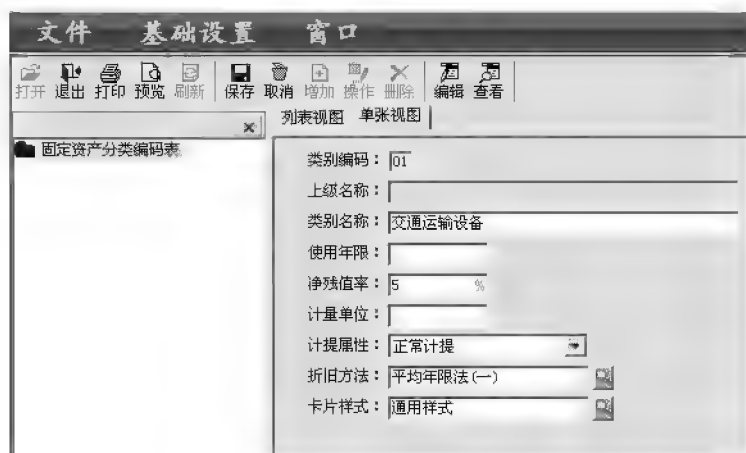 文件 基础设置 窗口
打开 退出 打印 预览 刷新 保存 取消 增加 操作 删除 编辑 查看
列表视图 单张视图
固定资产分类编码表
类别编码: 01
上级名称:
类别名称: 交通运输设备
使用年限:
净残值率: 5 %
计量单位:
计提属性: 正常计提
折旧方法: 平均年限法(一)
卡片样式: 通用样式